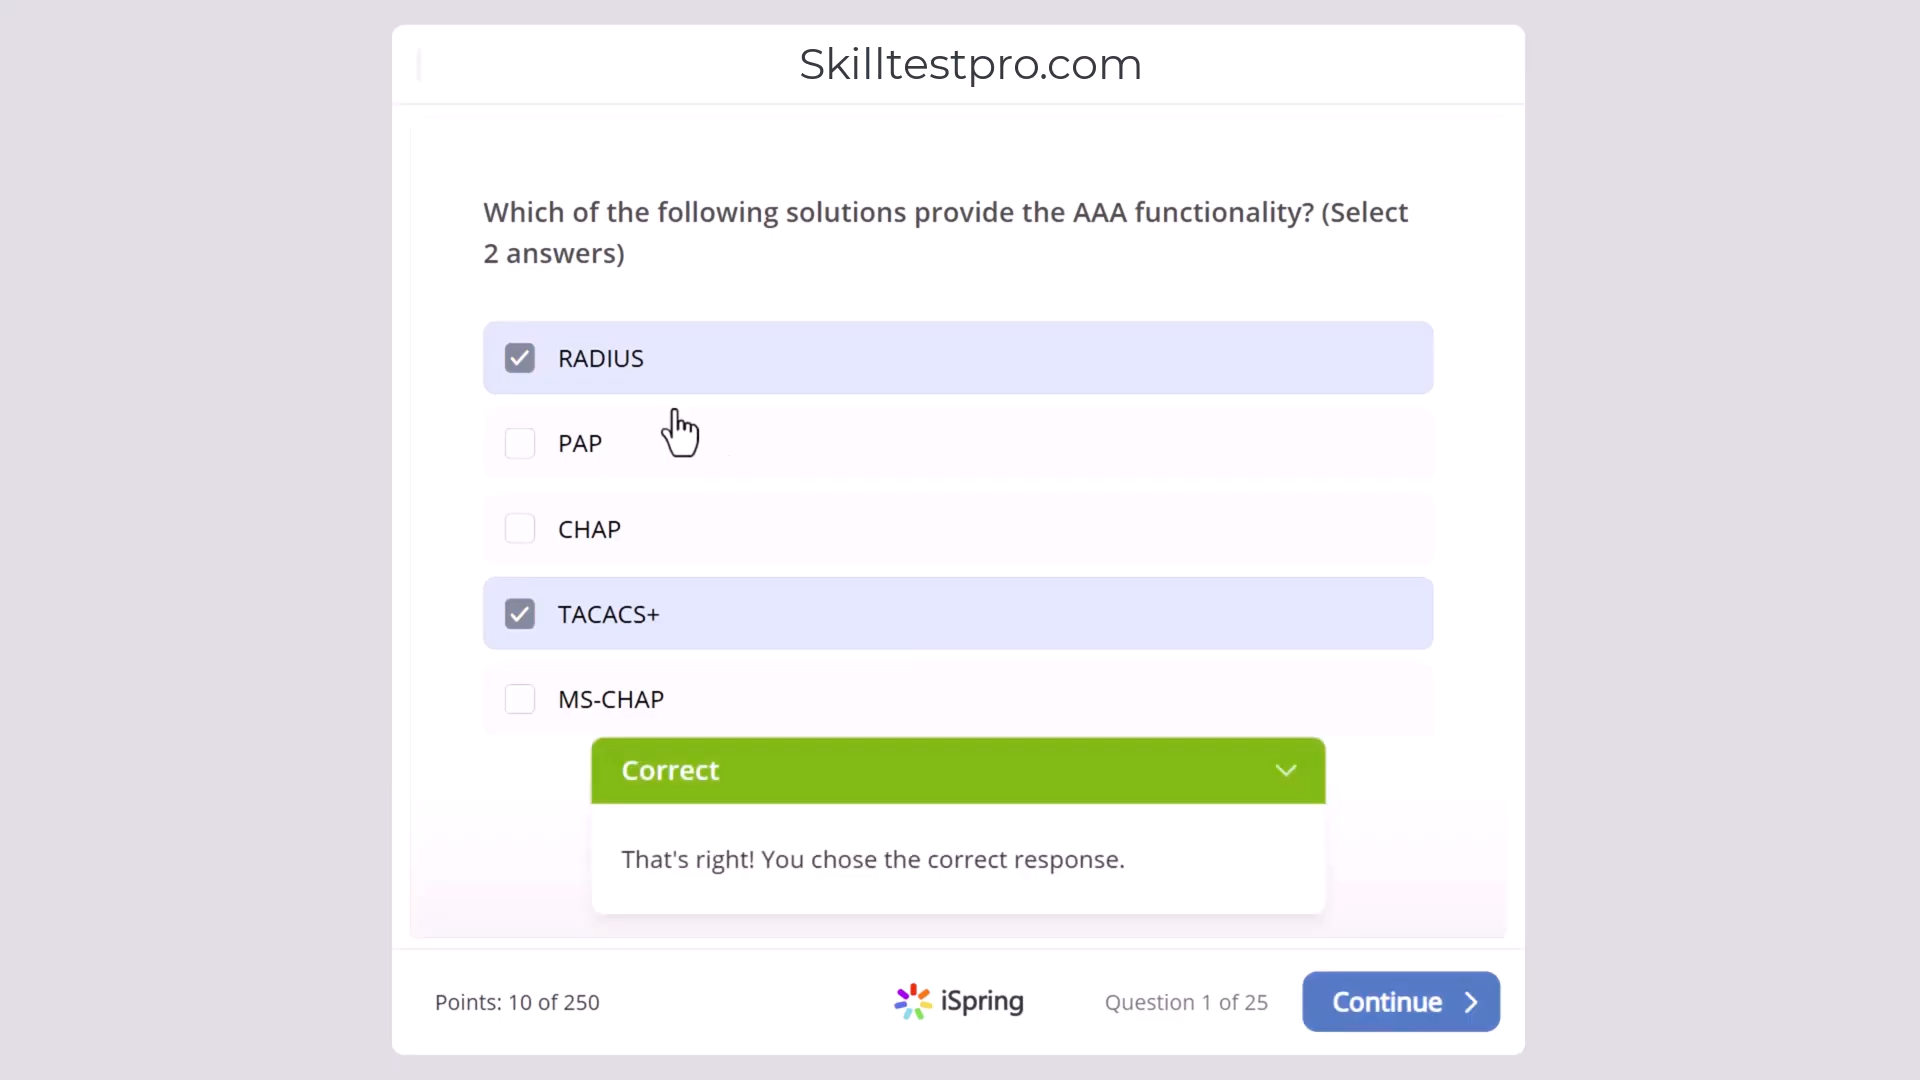 Skilltestpro.com
Which of the following solutions provide the AAA functionality? (Select
2 answers)
RADIUS
PAP
CHAP
TACACS+
MS-CHAP
Correct
That's right! You chose the correct response.
Points: 10 of 250
iSpring
Question 1 of 25
Continue